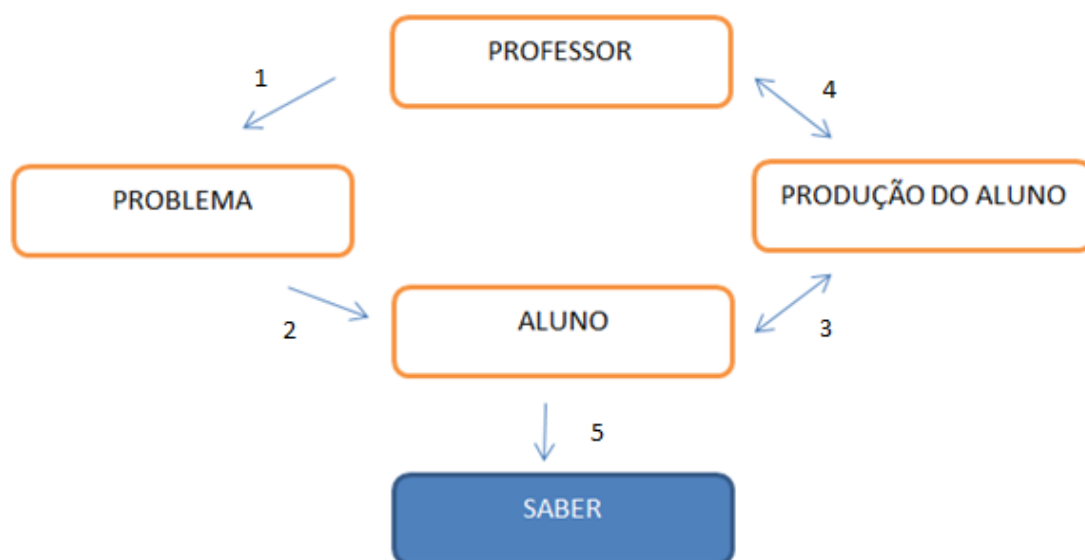 PROFESSOR
1
4
PROBLEMA
PRODUÇÃO DO ALUNO
2
ALUNO
3
5
SABER